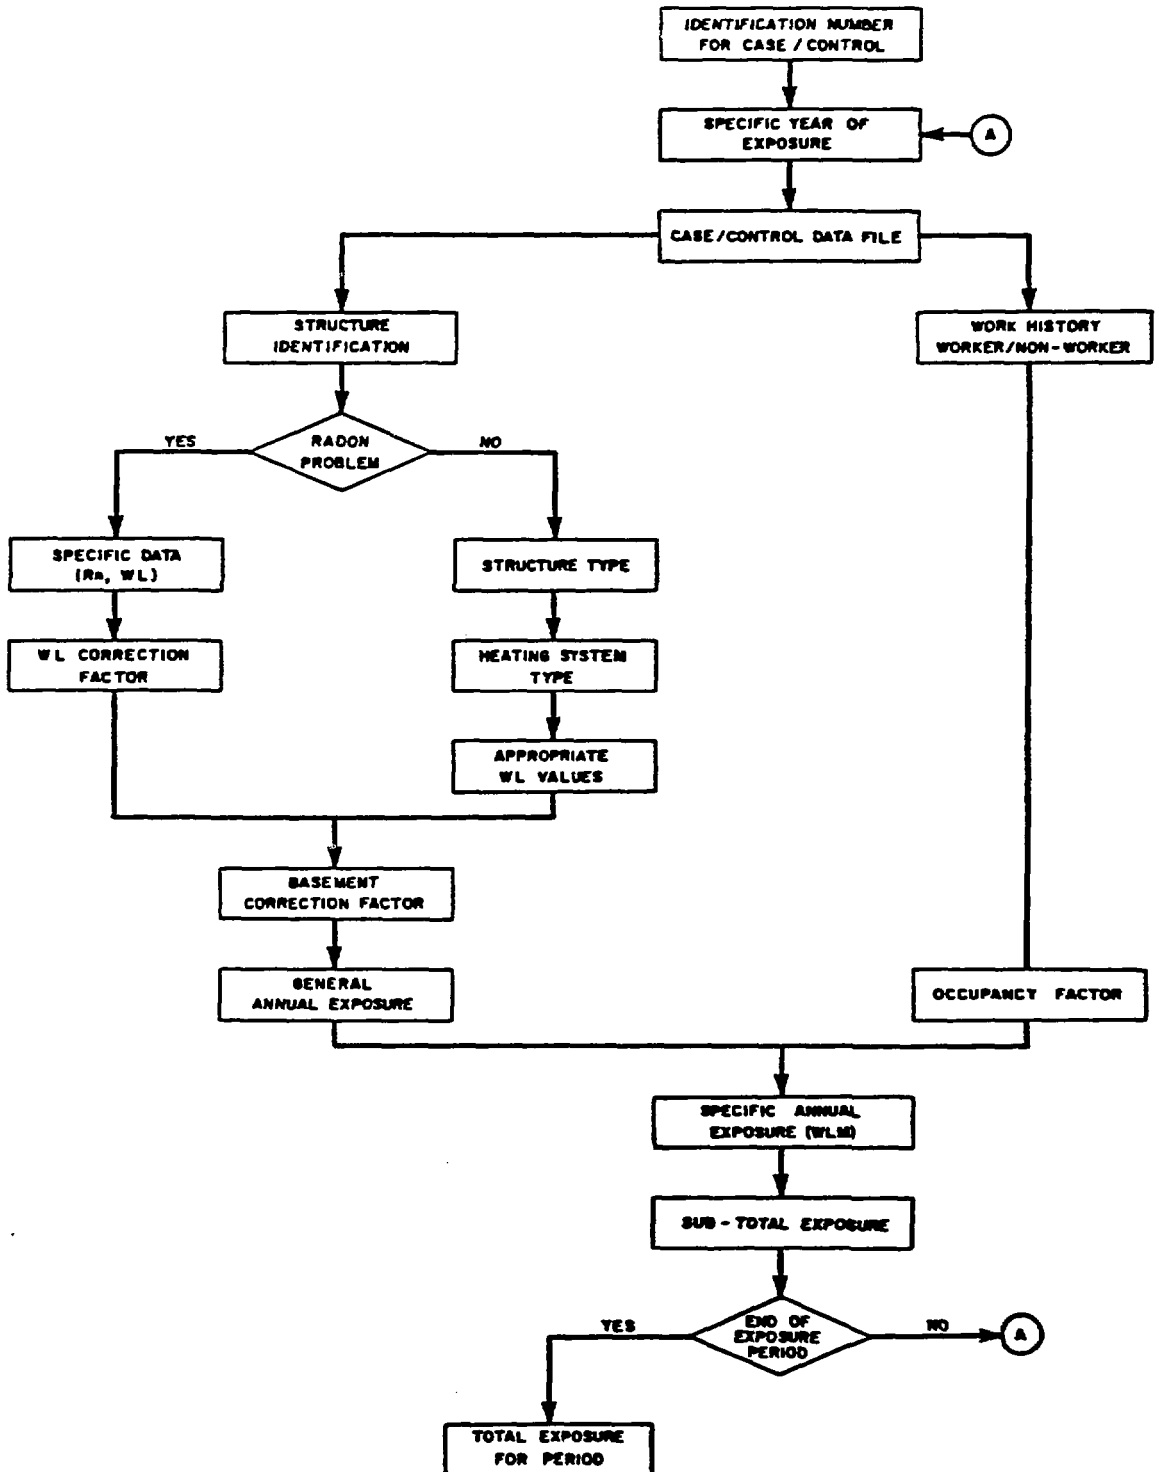 IDENTIFICATION NUMBER
FOR CASE / CONTROL
SPECIFIC YEAR OF
EXPOSURE
A
CASE/CONTROL DATA FILE
STRUCTURE
IDENTIFICATION
WORK HISTORY
WORKER/NON-WORKER
YES
RADON
PROBLEM
NO
SPECIFIC DATA
(Rn, WL)
STRUCTURE TYPE
WL CORRECTION
FACTOR
HEATING SYSTEM
TYPE
APPROPRIATE
WL VALUES
BASEMENT
CORRECTION FACTOR
GENERAL
ANNUAL EXPOSURE
OCCUPANCY FACTOR
SPECIFIC ANNUAL
EXPOSURE (WLM)
SUB-TOTAL EXPOSURE
YES
END OF
EXPOSURE
PERIOD
NO
A
TOTAL EXPOSURE
FOR PERIOD